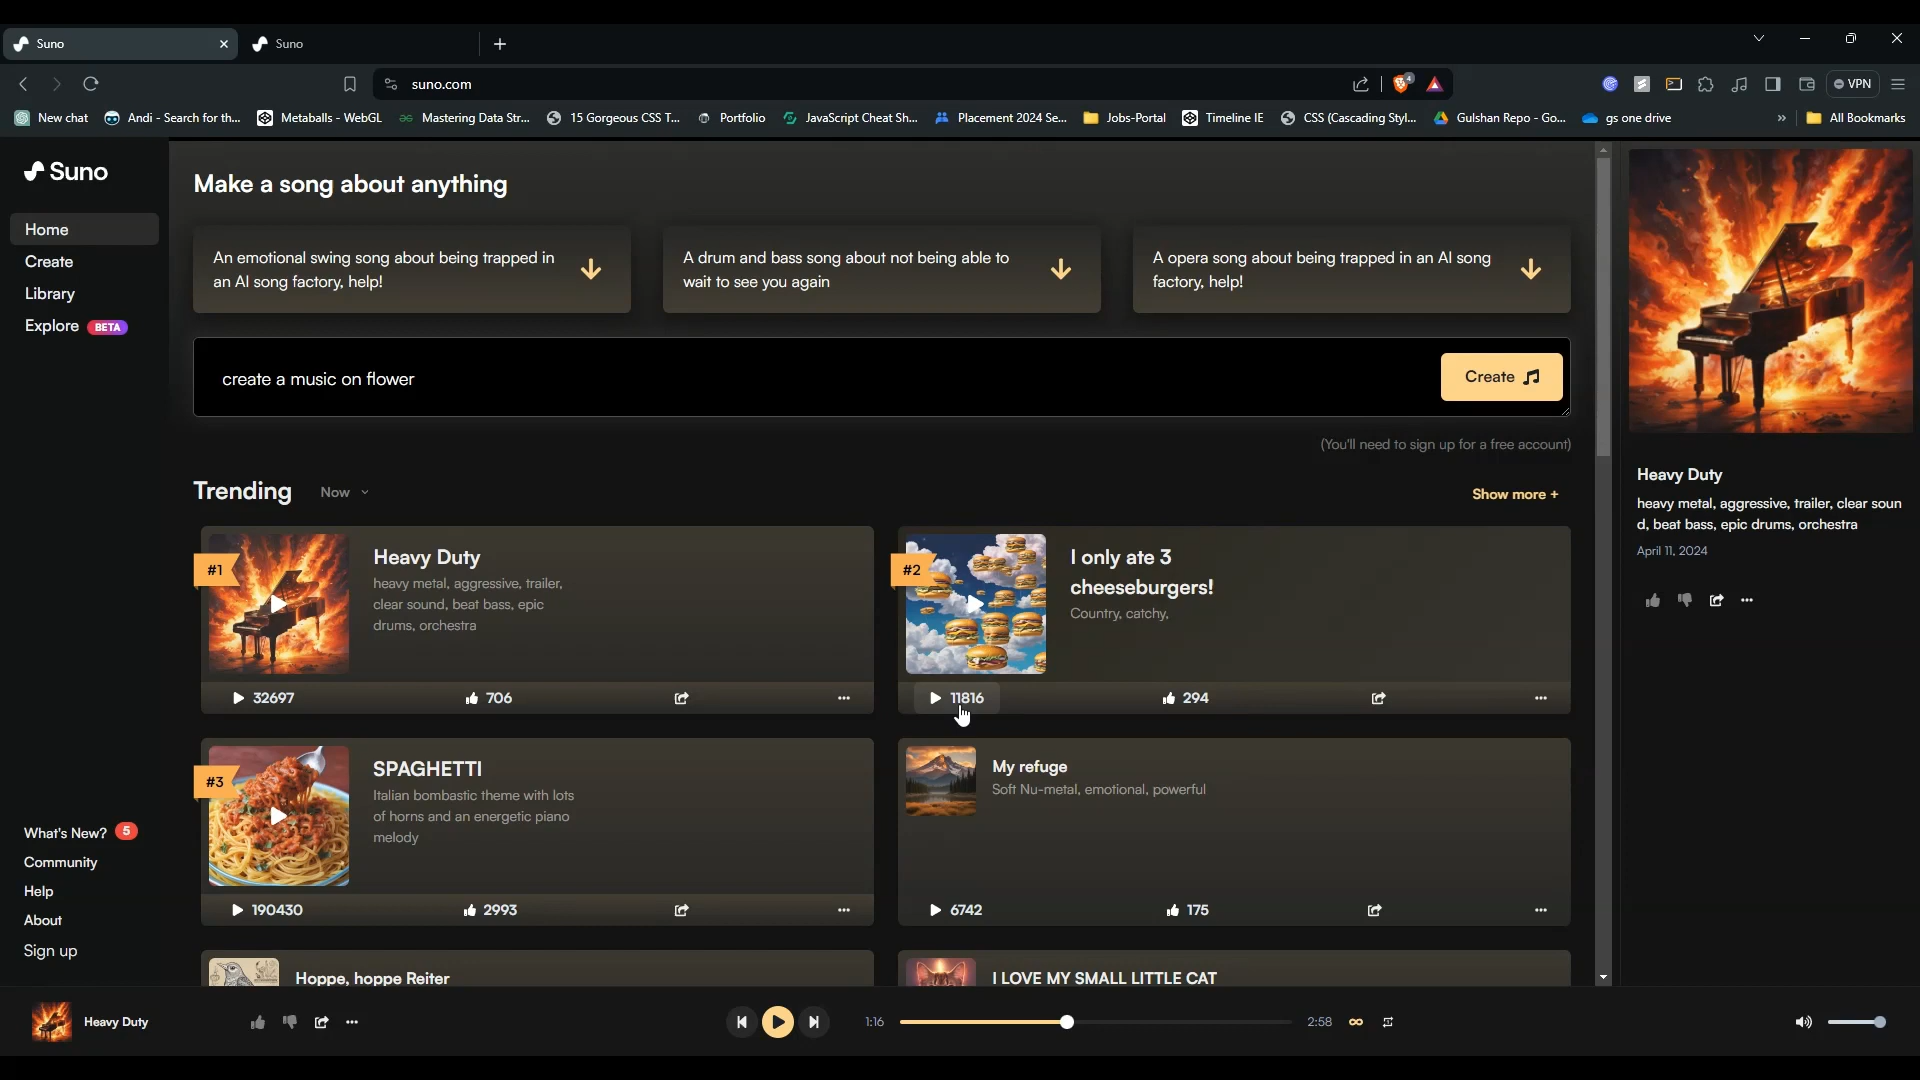 Suno
Suno
suno.com
4
VPN
New chat
Andi - Search for th...
Metaballs - WebGL
Mastering Data Str...
15 Gorgeous CSS T...
Portfolio
JavaScript Cheat Sh...
Placement 2024 Se...
Jobs-Portal
Timeline IE
CSS (Cascading Styl...
Gulshan Repo - Go...
gs one drive
»
All Bookmarks
Suno
Home
Create
Library
Explore BETA
What's New? 5
Community
Help
About
Sign up
Make a song about anything
An emotional swing song about being trapped in
an AI song factory, help!
A drum and bass song about not being able to
wait to see you again
A opera song about being trapped in an AI song
factory, help!
create a music on flower
Create
(You'll need to sign up for a free account)
Trending Now
Show more +
#1
Heavy Duty
heavy metal, aggressive, trailer,
clear sound, beat bass, epic
drums, orchestra
32697 706
#2
I only ate 3
cheeseburgers!
Country, catchy,
11816 294
#3
SPAGHETTI
Italian bombastic theme with lots
of horns and an energetic piano
melody
190430 2993
My refuge
Soft Nu-metal, emotional, powerful
6742 175
Hoppe, hoppe Reiter
I LOVE MY SMALL LITTLE CAT
Heavy Duty
heavy metal, aggressive, trailer, clear soun
d, beat bass, epic drums, orchestra
April 11, 2024
Heavy Duty
1:16 2:58